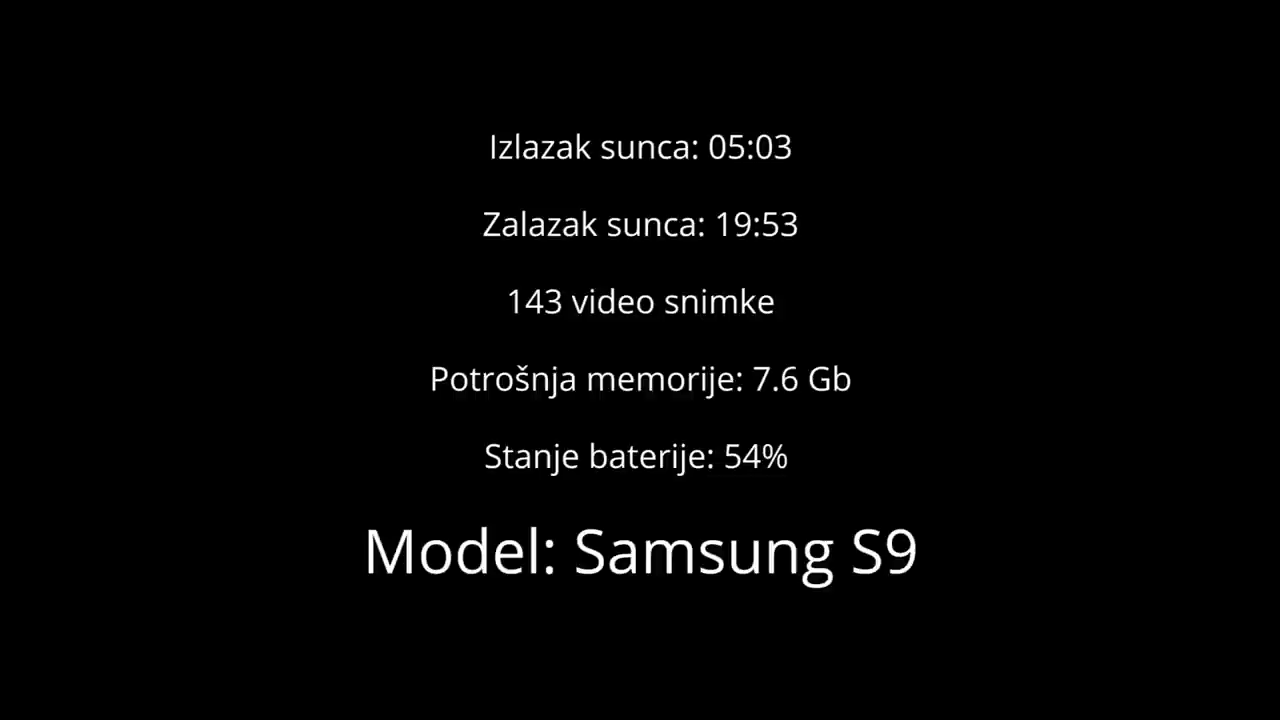 Izlazak sunca: 05:03
Zalazak sunca: 19:53
143 video snimke
Potrošnja memorije: 7.6 Gb
Stanje baterije: 54%
Model: Samsung S9